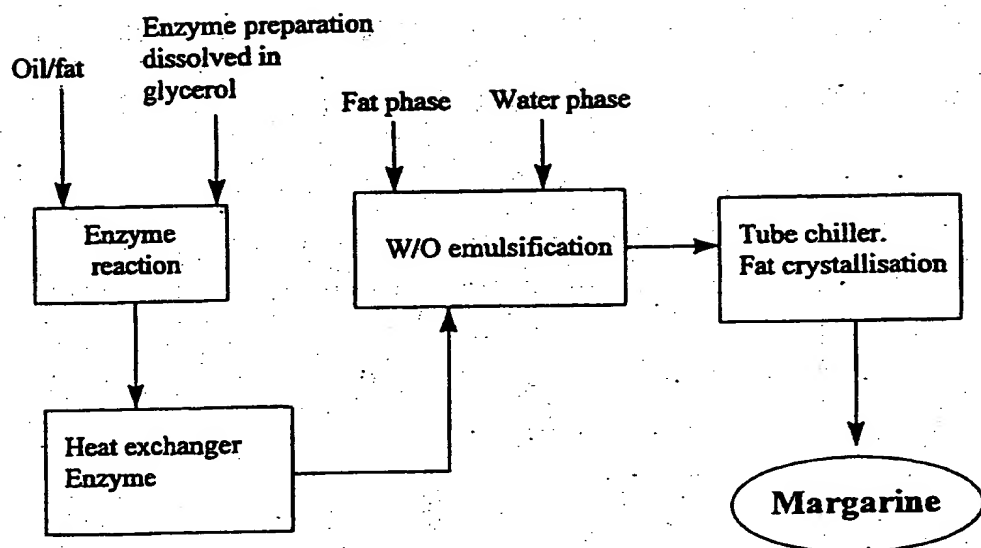 Oil/fat
Enzyme preparation
dissolved in
glycerol
Fat phase
Water phase
Enzyme
reaction
W/O emulsification
Tube chiller.
Fat crystallisation
Heat exchanger
Enzyme
Margarine